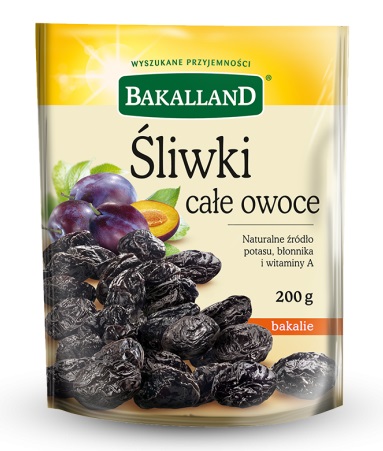 WYSZUKANE PRZYJEMNOŚCI
BAKALLAND®
Śliwki
całe owoce
Naturalne źródło
potasu, błonnika
i witaminy A
200 g
bakalie